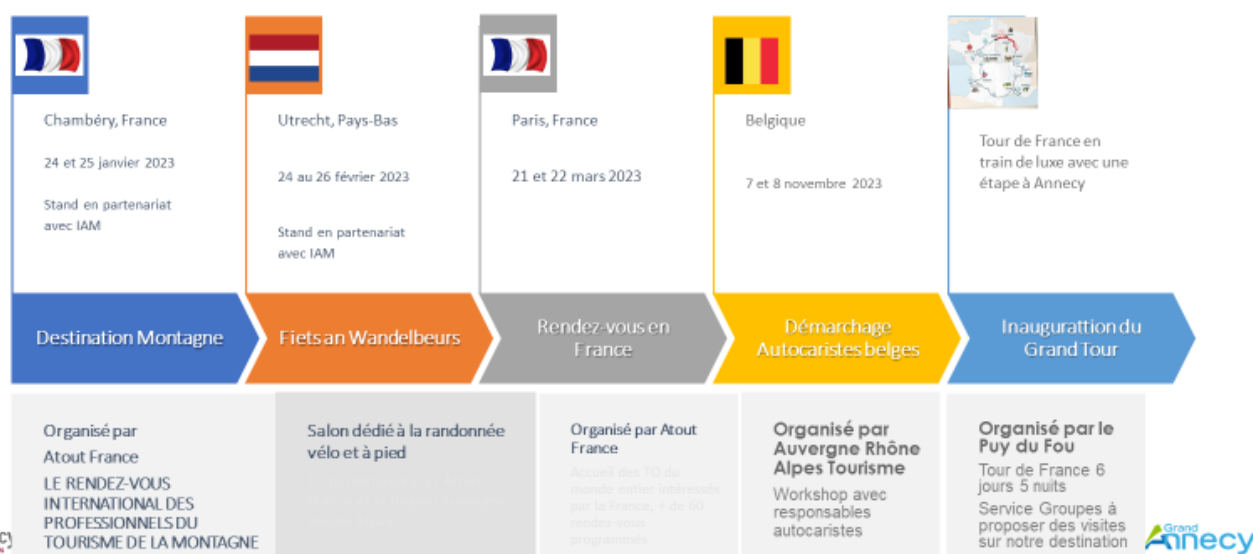 Chambéry, France
24 et 25 janvier 2023
Stand en partenariat
avec IAM
Utrecht, Pays-Bas
24 au 26 février 2023
Stand en partenariat
avec IAM
Paris, France
21 et 22 mars 2023
Belgique
7 et 8 novembre 2023
Tour de France en
train de luxe avec une
étape à Annecy
Destination Montagne
Fiets an Wandelbeurs
Rendez-vous en
France
Démarchage
Autocaristes belges
Inaugurattion du
Grand Tour
Organisé par
Atout France
LE RENDEZ-VOUS
INTERNATIONAL DES
PROFESSIONNELS DU
TOURISME DE LA MONTAGNE
Salon dédié à la randonnée
vélo et à pied
Organisé par Atout
France
Accueil des TO du
monde entier intéressés
par la France, + de 60
rendez-vous
programmés
Organisé par
Auvergne Rhône
Alpes Tourisme
Workshop avec
responsables
autocaristes
Organisé par le
Puy du Fou
Tour de France 6
jours 5 nuits
Service Groupes à
proposer des visites
sur notre destination
Grand
Annecy